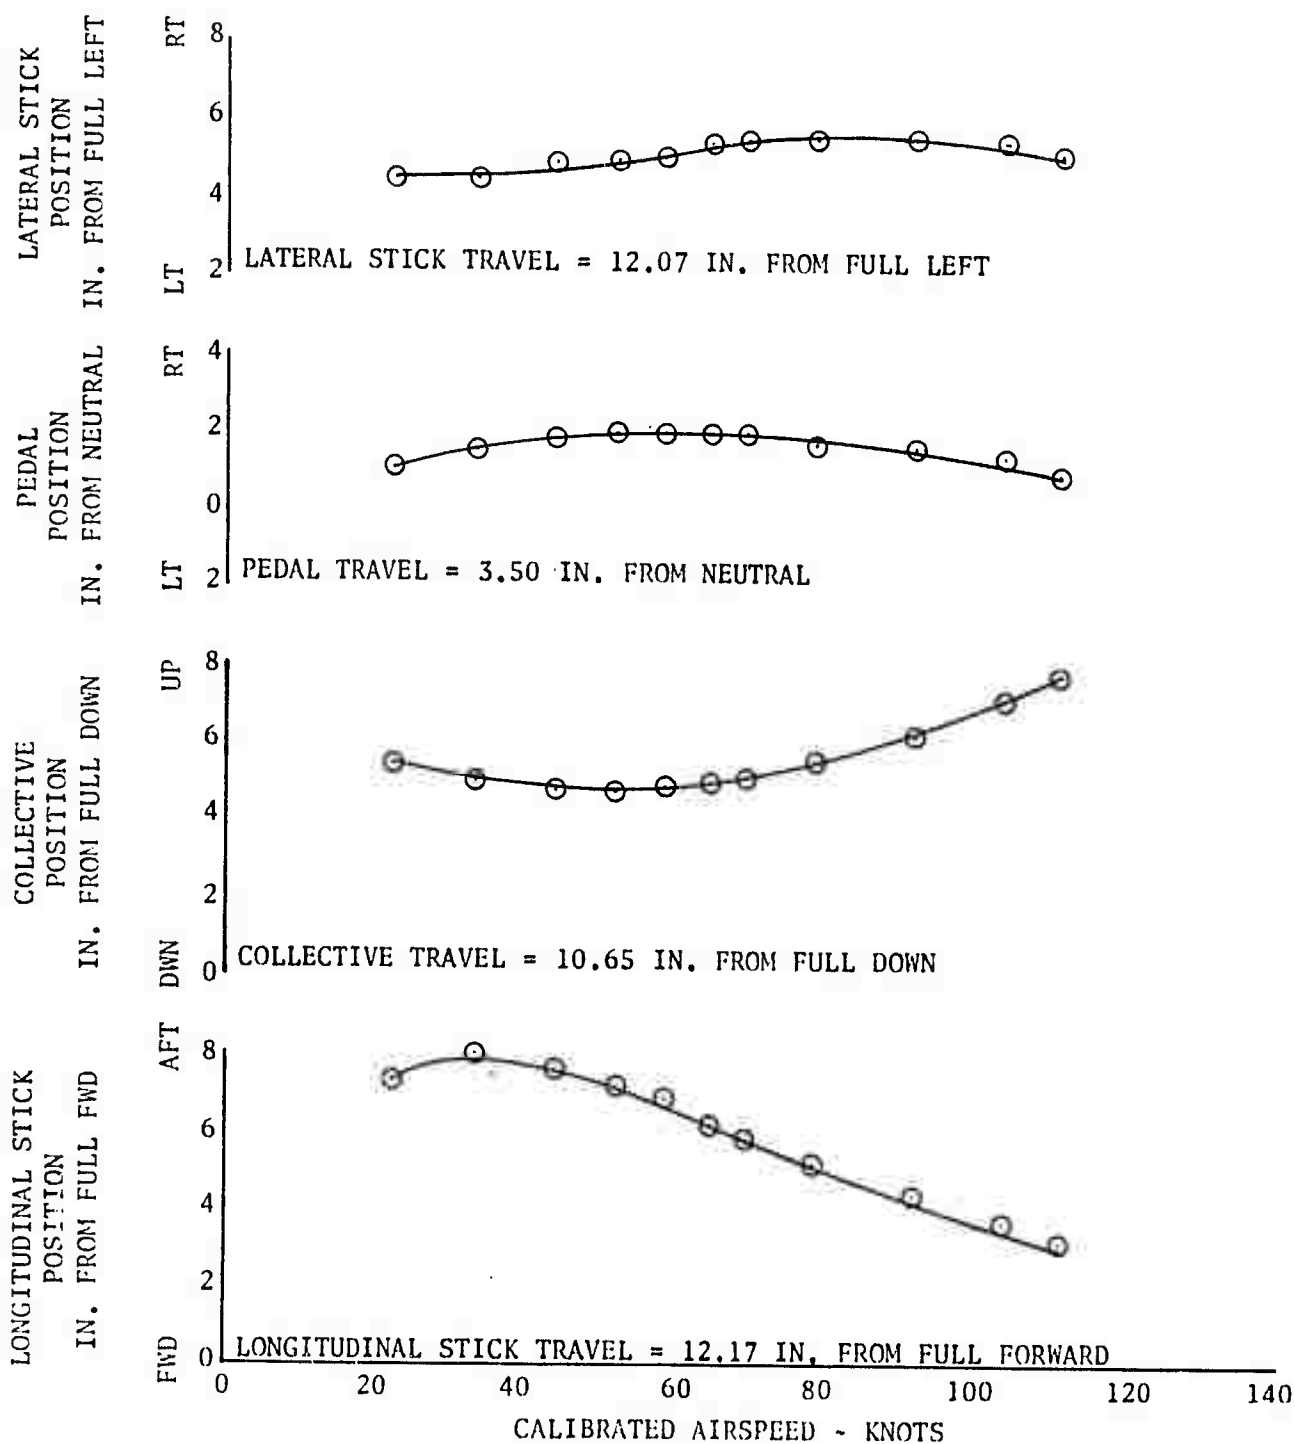 LATERAL STICK
POSITION
IN. FROM FULL LEFT
RT
LT
8
6
4
2
LATERAL STICK TRAVEL = 12.07 IN. FROM FULL LEFT
PEDAL
POSITION
IN. FROM NEUTRAL
RT
LT
4
2
0
2
PEDAL TRAVEL = 3.50 IN. FROM NEUTRAL
COLLECTIVE
POSITION
IN. FROM FULL DOWN
UP
DWN
8
6
4
2
0
COLLECTIVE TRAVEL = 10.65 IN. FROM FULL DOWN
LONGITUDINAL STICK
POSITION
IN. FROM FULL FWD
AFT
FWD
8
6
4
2
0
LONGITUDINAL STICK TRAVEL = 12.17 IN. FROM FULL FORWARD
0 20 40 60 80 100 120 140
CALIBRATED AIRSPEED ~ KNOTS